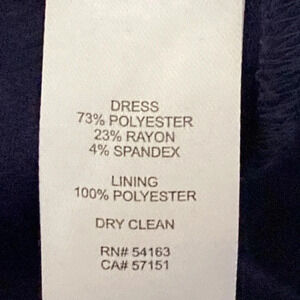 DRESS
73% POLYESTER
23% RAYON
4% SPANDEX
LINING
100% POLYESTER
DRY CLEAN
RN# 54163
CA# 57151